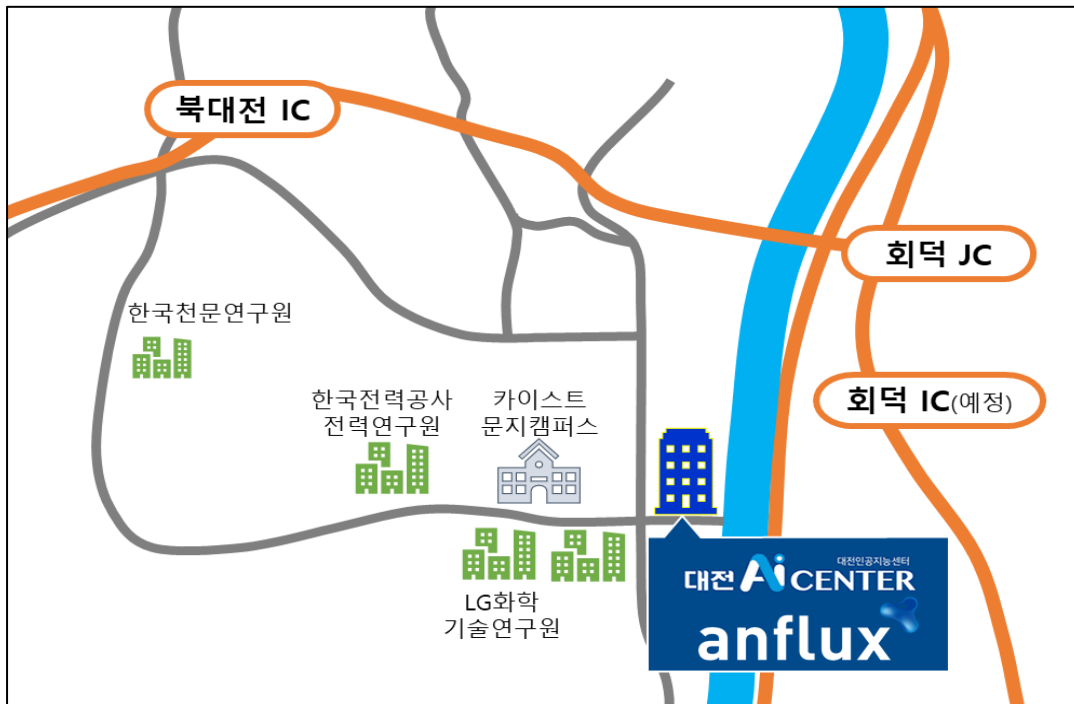 북대전 IC
회덕 JC
한국천문연구원
회덕 IC(예정)
한국전력공사
전력연구원
카이스트
문지캠퍼스
대전인공지능센터
대전 Ai CENTER
LG화학
기술연구원
anflux